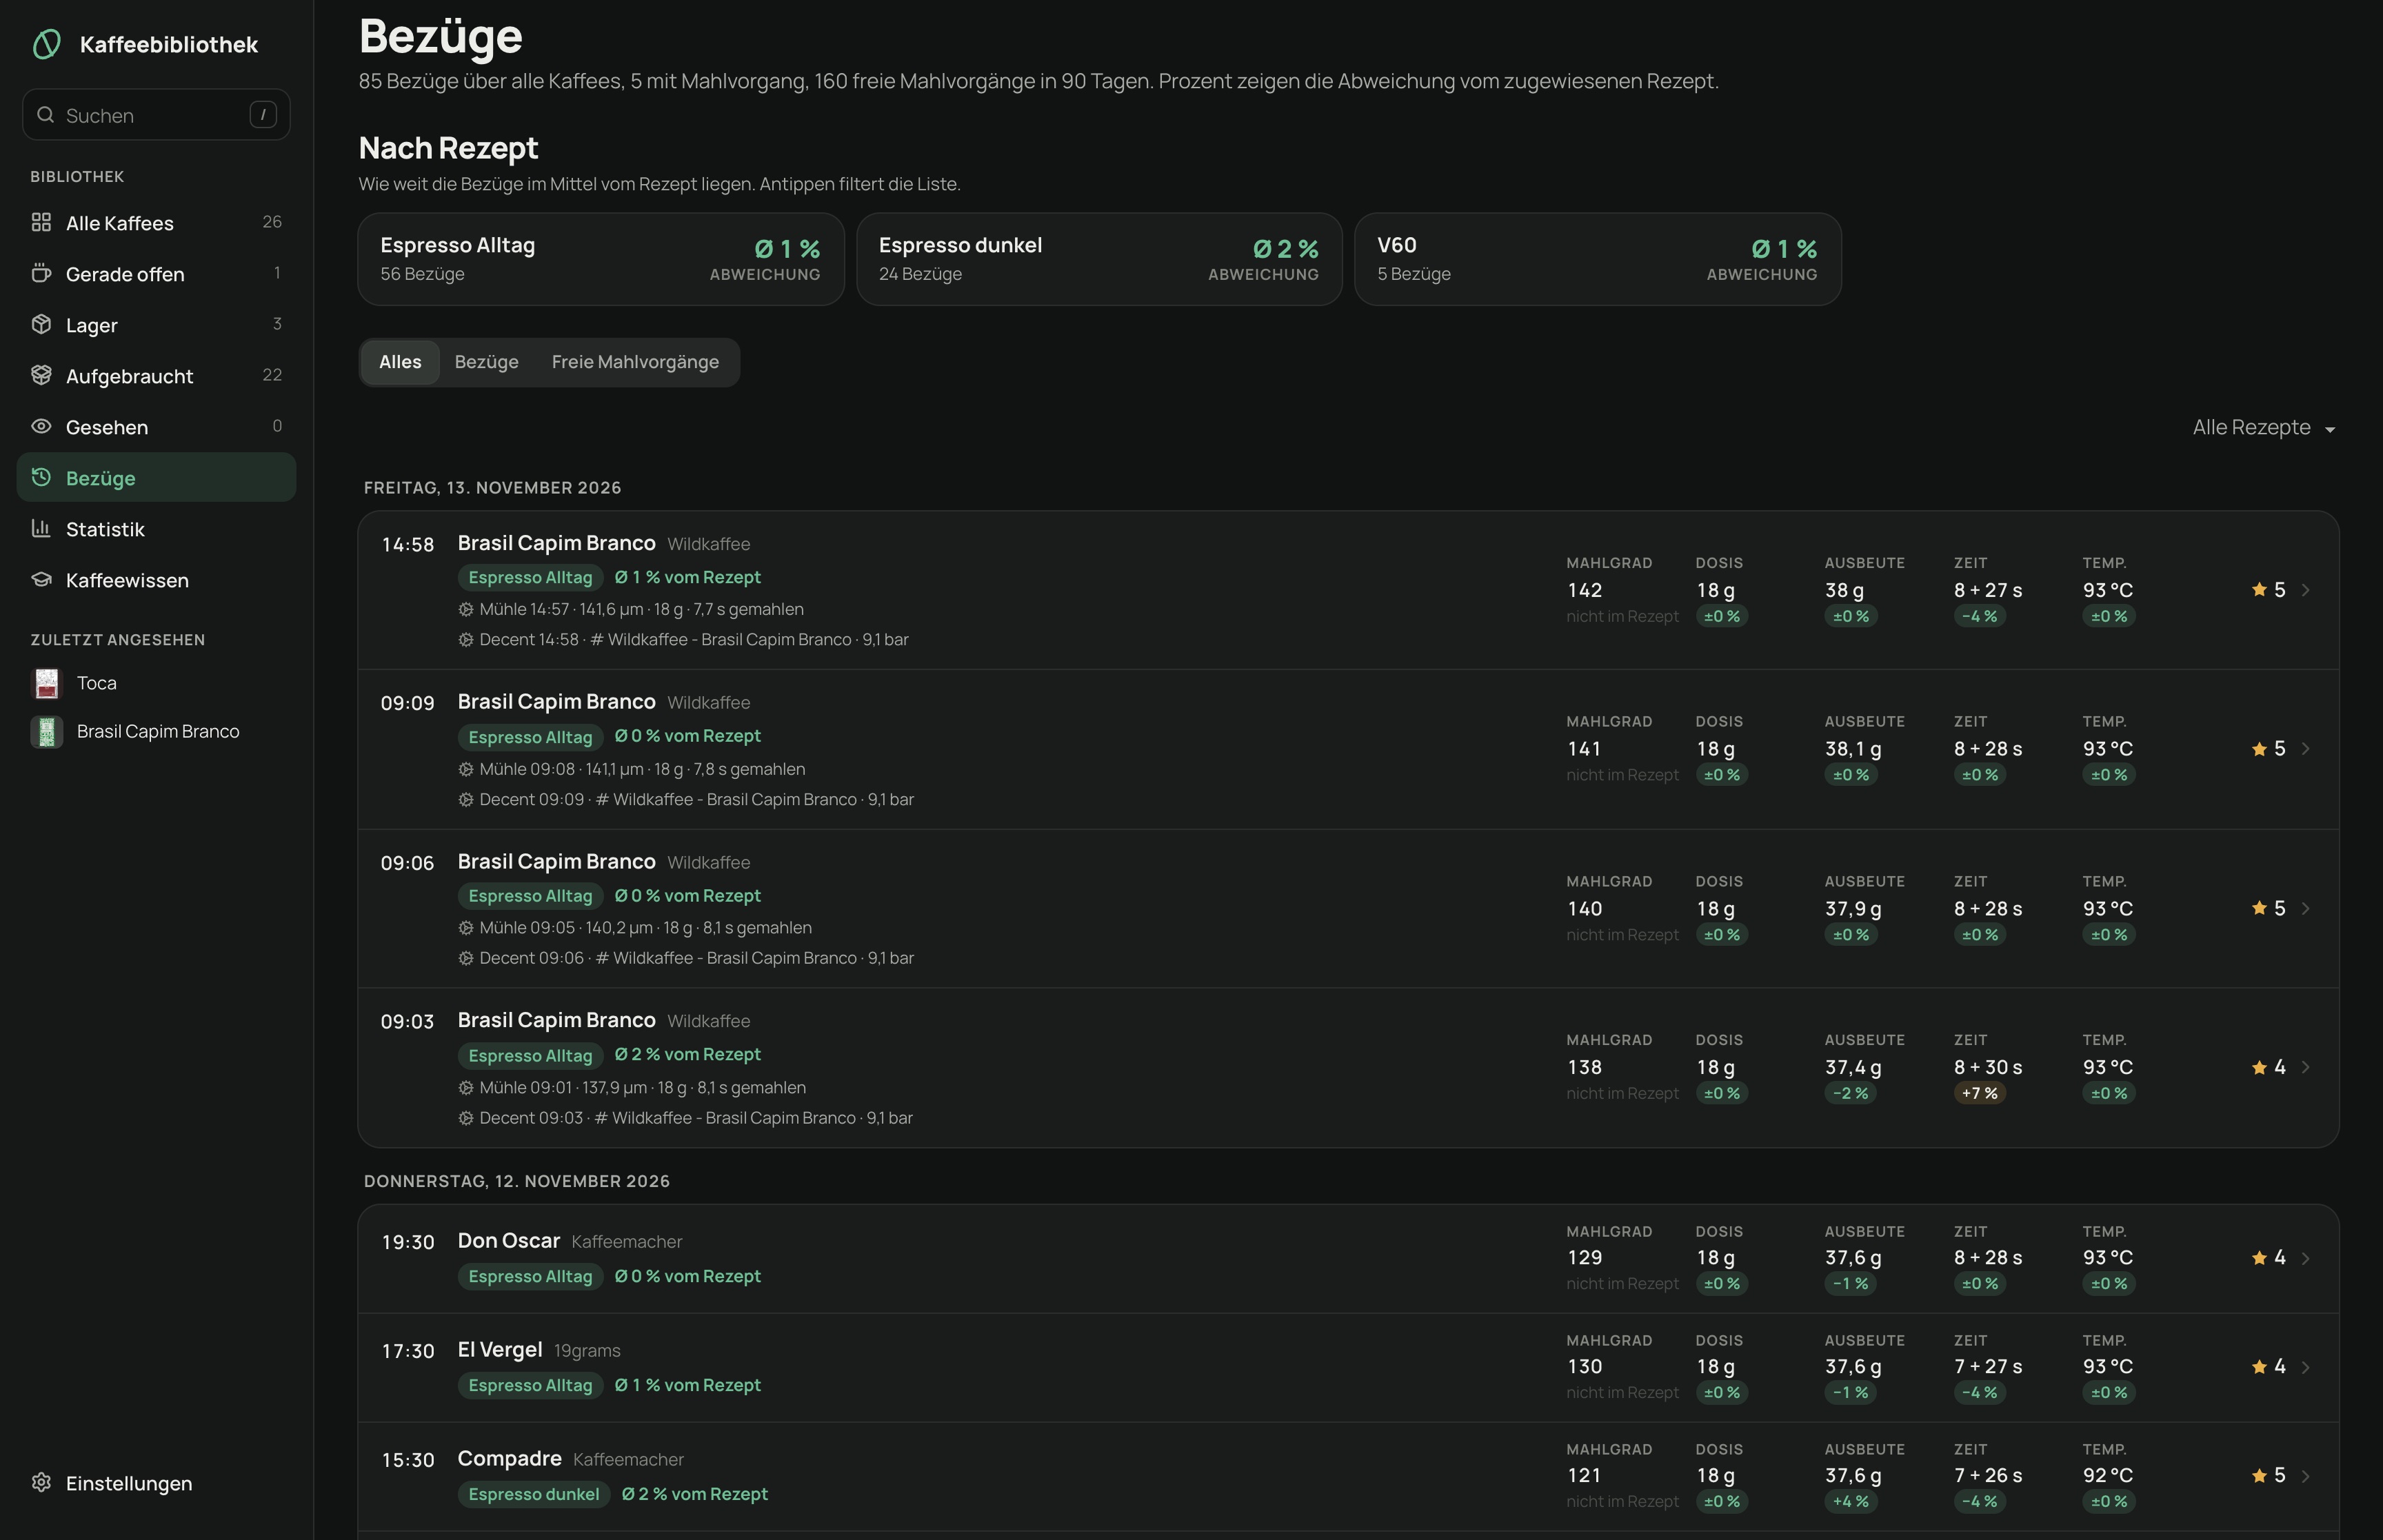 Kaffeebibliothek
Suchen /
BIBLIOTHEK
Alle Kaffees 26
Gerade offen 1
Lager 3
Aufgebraucht 22
Gesehen 0
Bezüge
Statistik
Kaffeewissen
ZULETZT ANGESEHEN
Toca
Brasil Capim Branco
Einstellungen
Bezüge
85 Bezüge über alle Kaffees, 5 mit Mahlvorgang, 160 freie Mahlvorgänge in 90 Tagen. Prozent zeigen die Abweichung vom zugewiesenen Rezept.
Nach Rezept
Wie weit die Bezüge im Mittel vom Rezept liegen. Antippen filtert die Liste.
Espresso Alltag Ø 1 %
56 Bezüge ABWEICHUNG
Espresso dunkel Ø 2 %
24 Bezüge ABWEICHUNG
V60 Ø 1 %
5 Bezüge ABWEICHUNG
Alles Bezüge Freie Mahlvorgänge
Alle Rezepte
FREITAG, 13. NOVEMBER 2026
14:58 Brasil Capim Branco Wildkaffee
Espresso Alltag Ø 1 % vom Rezept
Mühle 14:57 · 141,6 µm · 18 g · 7,7 s gemahlen
Decent 14:58 · # Wildkaffee - Brasil Capim Branco · 9,1 bar
MAHLGRAD DOSIS AUSBEUTE ZEIT TEMP.
142 18 g 38 g 8 + 27 s 93 °C 5
nicht im Rezept ±0 % ±0 % −4 % ±0 %
09:09 Brasil Capim Branco Wildkaffee
Espresso Alltag Ø 0 % vom Rezept
Mühle 09:08 · 141,1 µm · 18 g · 7,8 s gemahlen
Decent 09:09 · # Wildkaffee - Brasil Capim Branco · 9,1 bar
MAHLGRAD DOSIS AUSBEUTE ZEIT TEMP.
141 18 g 38,1 g 8 + 28 s 93 °C 5
nicht im Rezept ±0 % ±0 % ±0 % ±0 %
09:06 Brasil Capim Branco Wildkaffee
Espresso Alltag Ø 0 % vom Rezept
Mühle 09:05 · 140,2 µm · 18 g · 8,1 s gemahlen
Decent 09:06 · # Wildkaffee - Brasil Capim Branco · 9,1 bar
MAHLGRAD DOSIS AUSBEUTE ZEIT TEMP.
140 18 g 37,9 g 8 + 28 s 93 °C 5
nicht im Rezept ±0 % ±0 % ±0 % ±0 %
09:03 Brasil Capim Branco Wildkaffee
Espresso Alltag Ø 2 % vom Rezept
Mühle 09:01 · 137,9 µm · 18 g · 8,1 s gemahlen
Decent 09:03 · # Wildkaffee - Brasil Capim Branco · 9,1 bar
MAHLGRAD DOSIS AUSBEUTE ZEIT TEMP.
138 18 g 37,4 g 8 + 30 s 93 °C 4
nicht im Rezept ±0 % −2 % +7 % ±0 %
DONNERSTAG, 12. NOVEMBER 2026
19:30 Don Oscar Kaffeemacher
Espresso Alltag Ø 0 % vom Rezept
MAHLGRAD DOSIS AUSBEUTE ZEIT TEMP.
129 18 g 37,6 g 8 + 28 s 93 °C 4
nicht im Rezept ±0 % −1 % ±0 % ±0 %
17:30 El Vergel 19grams
Espresso Alltag Ø 1 % vom Rezept
MAHLGRAD DOSIS AUSBEUTE ZEIT TEMP.
130 18 g 37,6 g 7 + 27 s 93 °C 4
nicht im Rezept ±0 % −1 % −4 % ±0 %
15:30 Compadre Kaffeemacher
Espresso dunkel Ø 2 % vom Rezept
MAHLGRAD DOSIS AUSBEUTE ZEIT TEMP.
121 18 g 37,6 g 7 + 26 s 92 °C 5
nicht im Rezept ±0 % +4 % −4 % ±0 %